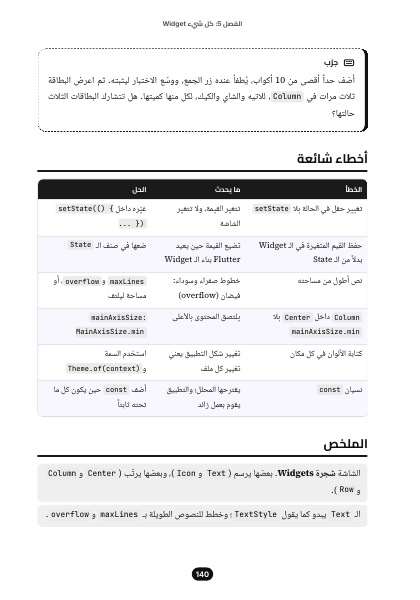 الفصل 5: كل شيء Widget
جرّب
أضف حداً أقصى من 10 أكواب، يُطفأ عنده زر الجمع، ووسّع الاختبار ليثبته. ثم اعرض البطاقة
ثلاث مرات في Column، للاتيه والشاي والكيك، لكل منها كميتها. هل تتشارك البطاقات الثلاث
حالتها؟
أخطاء شائعة
الخطأ ما يحدث الحل
تغيير حقل في الحالة بلا setState تتغير القيمة، ولا تتغير الشاشة غيّره داخل setState(() { ... })
حفظ القيم المتغيرة في الـ Widget بدلاً من الـ State تضيع القيمة حين يعيد Flutter بناء الـ Widget ضعها في صنف الـ State
نص أطول من مساحته خطوط صفراء وسوداء: فيضان (overflow) maxLines و overflow، أو مساحة ليلتف
Column داخل Center بلا mainAxisSize.min يلتصق المحتوى بالأعلى mainAxisSize: MainAxisSize.min
كتابة الألوان في كل مكان تغيير شكل التطبيق يعني تغيير كل ملف استخدم السمة و Theme.of(context)
نسيان const يقترحها المحلل؛ والتطبيق يقوم بعمل زائد أضف const حين يكون كل ما تحته ثابتاً
الملخص
الشاشة شجرة Widgets. بعضها يرسم (Text و Icon)، وبعضها يرتّب (Center و Column
و Row).
الـ Text يبدو كما يقول TextStyle؛ وخطط للنصوص الطويلة بـ maxLines و overflow.
140